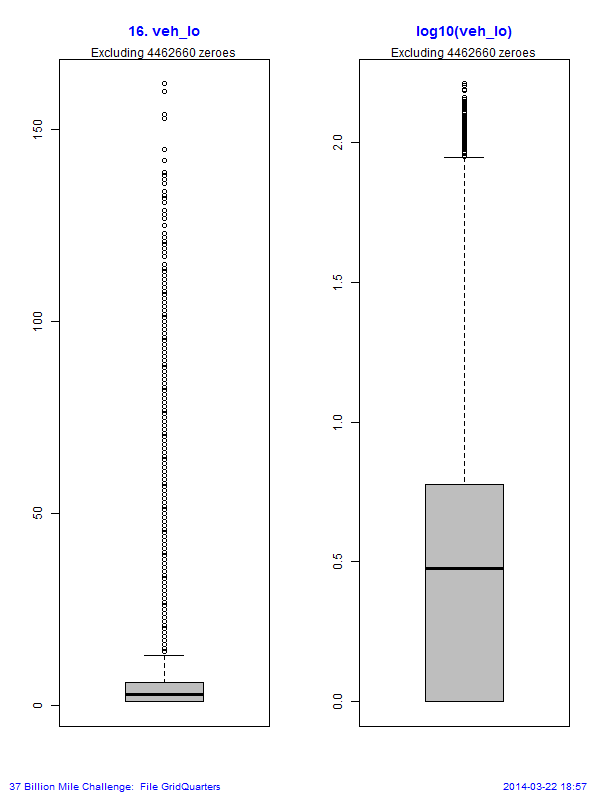 16. veh_lo
Excluding 4462660 zeroes
150
100
50
0
log10(veh_lo)
Excluding 4462660 zeroes
2.0
1.5
1.0
0.5
0.0
37 Billion Mile Challenge:  File GridQuarters
2014-03-22 18:57